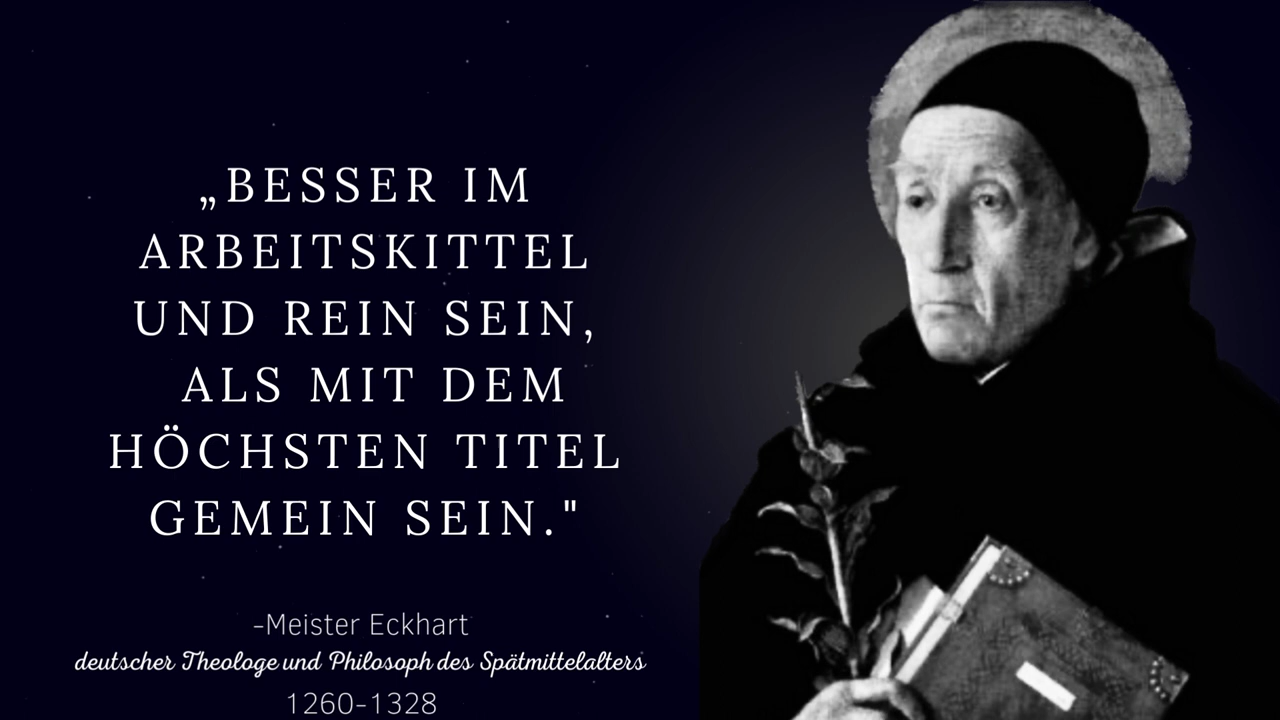 „BESSER IM
ARBEITSKITTEL
UND REIN SEIN,
ALS MIT DEM
HÖCHSTEN TITEL
GEMEIN SEIN."
-Meister Eckhart
deutscher Theologe und Philosoph des Spätmittelalters
1260-1328